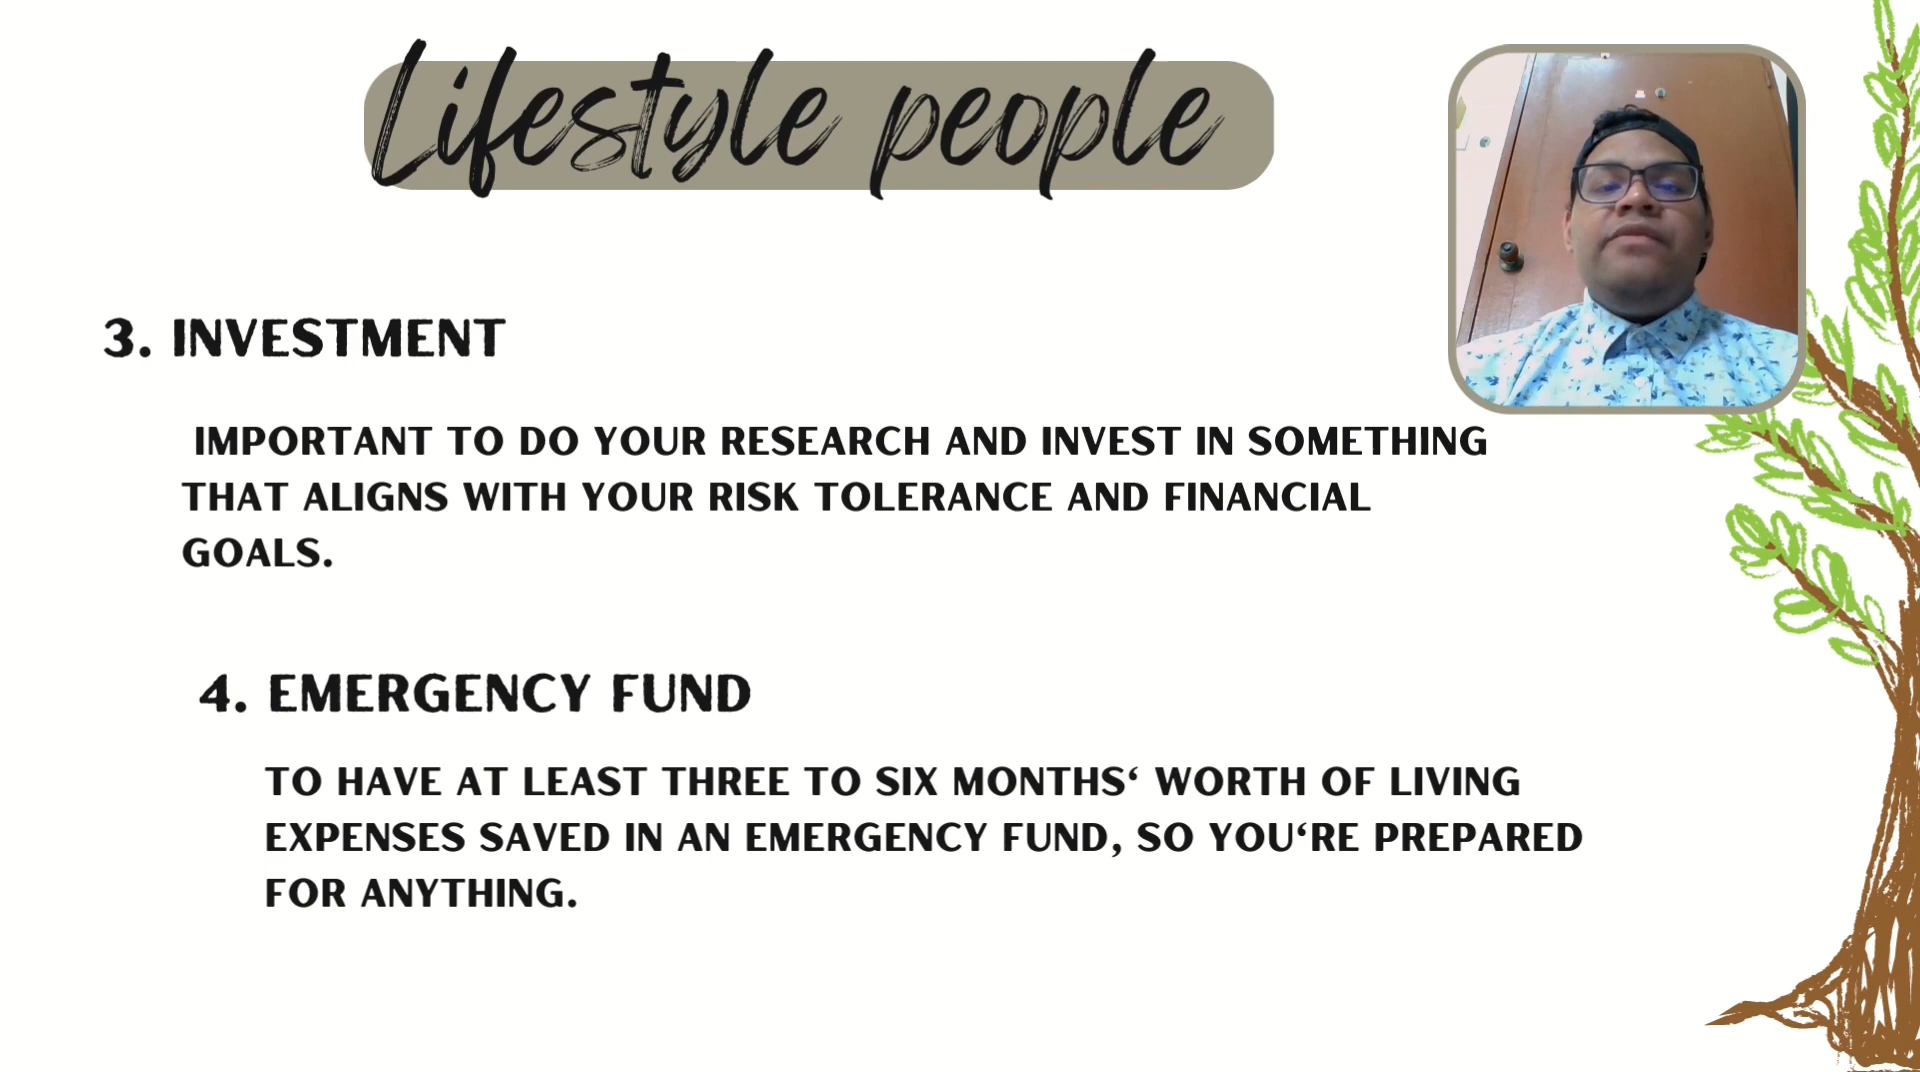 Lifestyle people
3. INVESTMENT
IMPORTANT TO DO YOUR RESEARCH AND INVEST IN SOMETHING
THAT ALIGNS WITH YOUR RISK TOLERANCE AND FINANCIAL
GOALS.
4. EMERGENCY FUND
TO HAVE AT LEAST THREE TO SIX MONTHS‘ WORTH OF LIVING
EXPENSES SAVED IN AN EMERGENCY FUND, SO YOU‘RE PREPARED
FOR ANYTHING.